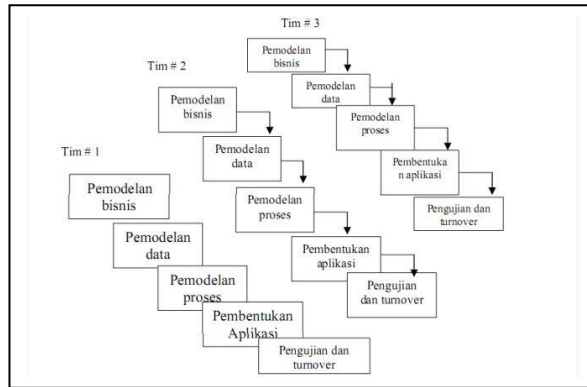 Tim # 3
Pemodelan
bisnis
Pemodelan
data
Pemodelan
proses
Pembentuka
n aplikasi
Pengujian dan
turnover
Tim # 2
Pemodelan
bisnis
Pemodelan
data
Pemodelan
proses
Pembentukan
aplikasi
Pengujian
dan turnover
Tim # 1
Pemodelan
bisnis
Pemodelan
data
Pemodelan
proses
Pembentukan
Aplikasi
Pengujian dan
turnover